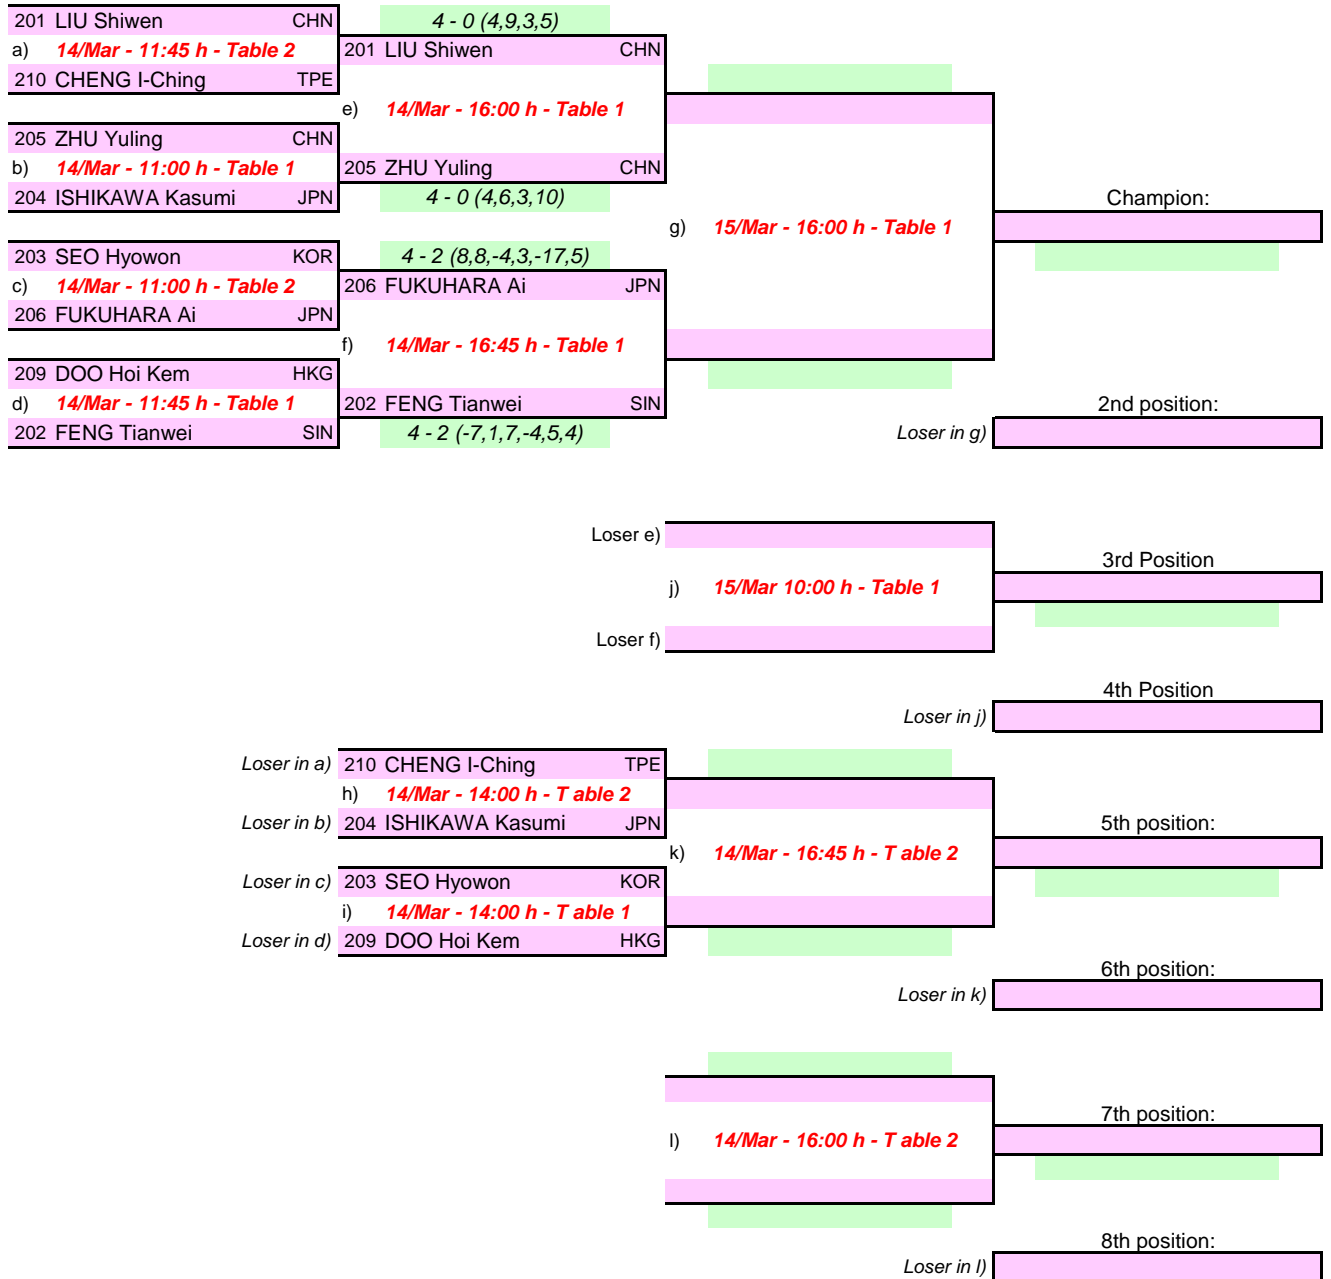 201 LIU Shiwen CHN 4 - 0 (4,9,3,5)
a) 14/Mar - 11:45 h - Table 2 201 LIU Shiwen CHN
210 CHENG I-Ching TPE
e) 14/Mar - 16:00 h - Table 1
205 ZHU Yuling CHN
b) 14/Mar - 11:00 h - Table 1 205 ZHU Yuling CHN
204 ISHIKAWA Kasumi JPN 4 - 0 (4,6,3,10) Champion:
g) 15/Mar - 16:00 h - Table 1
203 SEO Hyowon KOR 4 - 2 (8,8,-4,3,-17,5)
c) 14/Mar - 11:00 h - Table 2 206 FUKUHARA Ai JPN
206 FUKUHARA Ai JPN
f) 14/Mar - 16:45 h - Table 1
209 DOO Hoi Kem HKG
d) 14/Mar - 11:45 h - Table 1 202 FENG Tianwei SIN 2nd position:
202 FENG Tianwei SIN 4 - 2 (-7,1,7,-4,5,4) Loser in g)
Loser e)
3rd Position
j) 15/Mar 10:00 h - Table 1
Loser f)
4th Position
Loser in j)
Loser in a) 210 CHENG I-Ching TPE
h) 14/Mar - 14:00 h - T able 2
Loser in b) 204 ISHIKAWA Kasumi JPN 5th position:
k) 14/Mar - 16:45 h - T able 2
Loser in c) 203 SEO Hyowon KOR
i) 14/Mar - 14:00 h - T able 1
Loser in d) 209 DOO Hoi Kem HKG
6th position:
Loser in k)
7th position:
l) 14/Mar - 16:00 h - T able 2
8th position:
Loser in l)